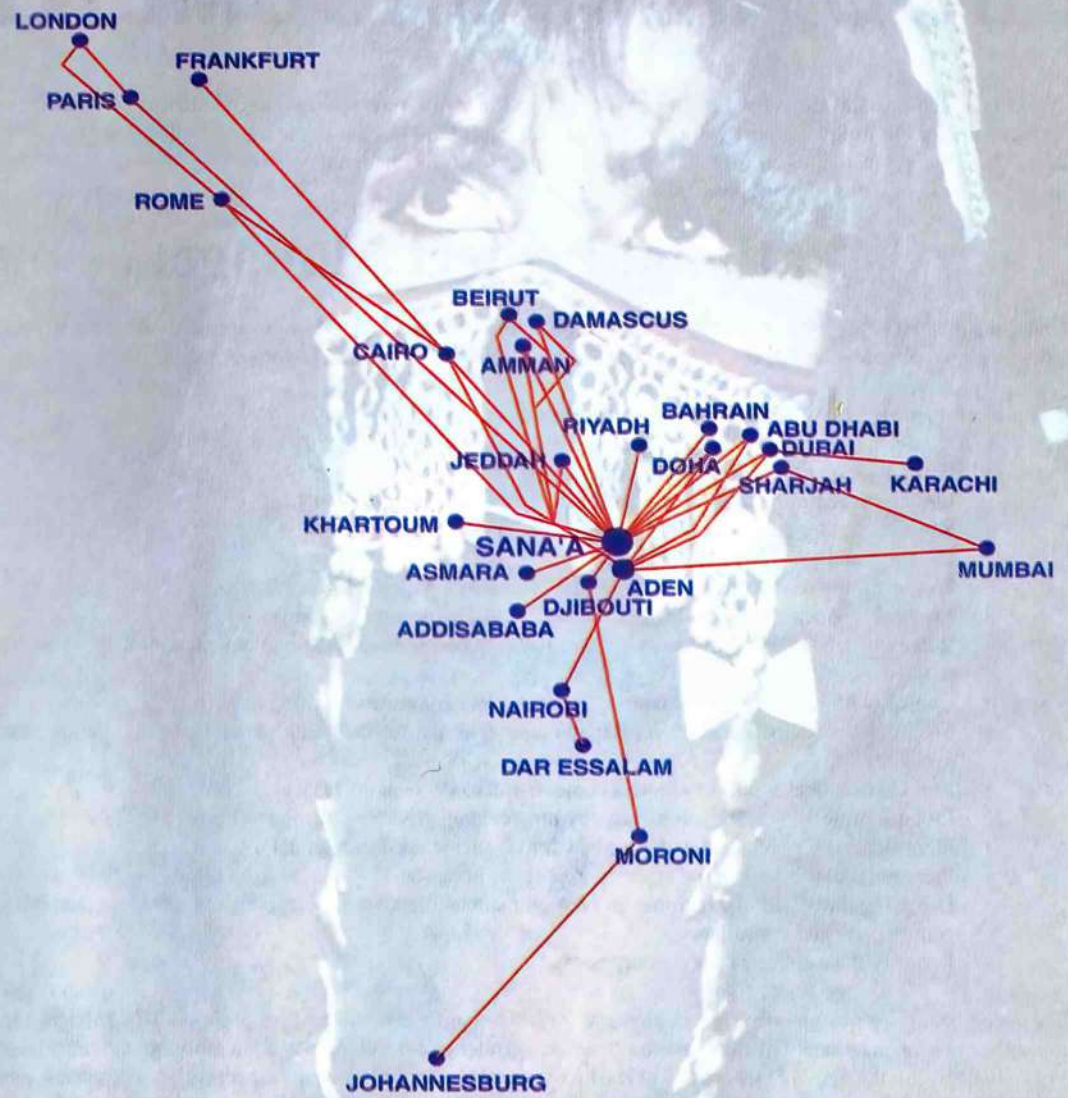 LONDON
FRANKFURT
PARIS
ROME
BEIRUT
DAMASCUS
CAIRO
AMMAN
BAHRAIN
RIYADH
ABU DHABI
DUBAI
JEDDAH
DOHA
SHARJAH
KARACHI
KHARTOUM
SANA'A
ASMARA
MUMBAI
ADEN
DJIBOUTI
ADDISABABA
NAIROBI
DAR ESSALAM
MORONI
JOHANNESBURG